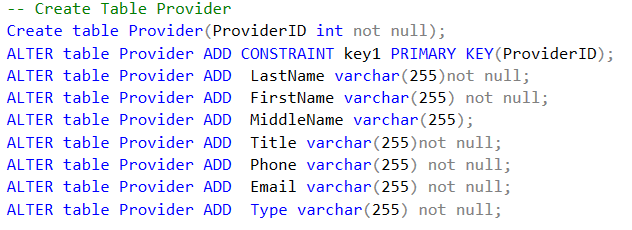 -- Create Table Provider
Create table Provider(ProviderID int not null);
ALTER table Provider ADD CONSTRAINT key1 PRIMARY KEY(ProviderID);
ALTER table Provider ADD  LastName varchar(255)not null;
ALTER table Provider ADD  FirstName varchar(255) not null;
ALTER table Provider ADD  MiddleName varchar(255);
ALTER table Provider ADD  Title varchar(255)not null;
ALTER table Provider ADD  Phone varchar(255) not null;
ALTER table Provider ADD  Email varchar(255) not null;
ALTER table Provider ADD  Type varchar(255) not null;